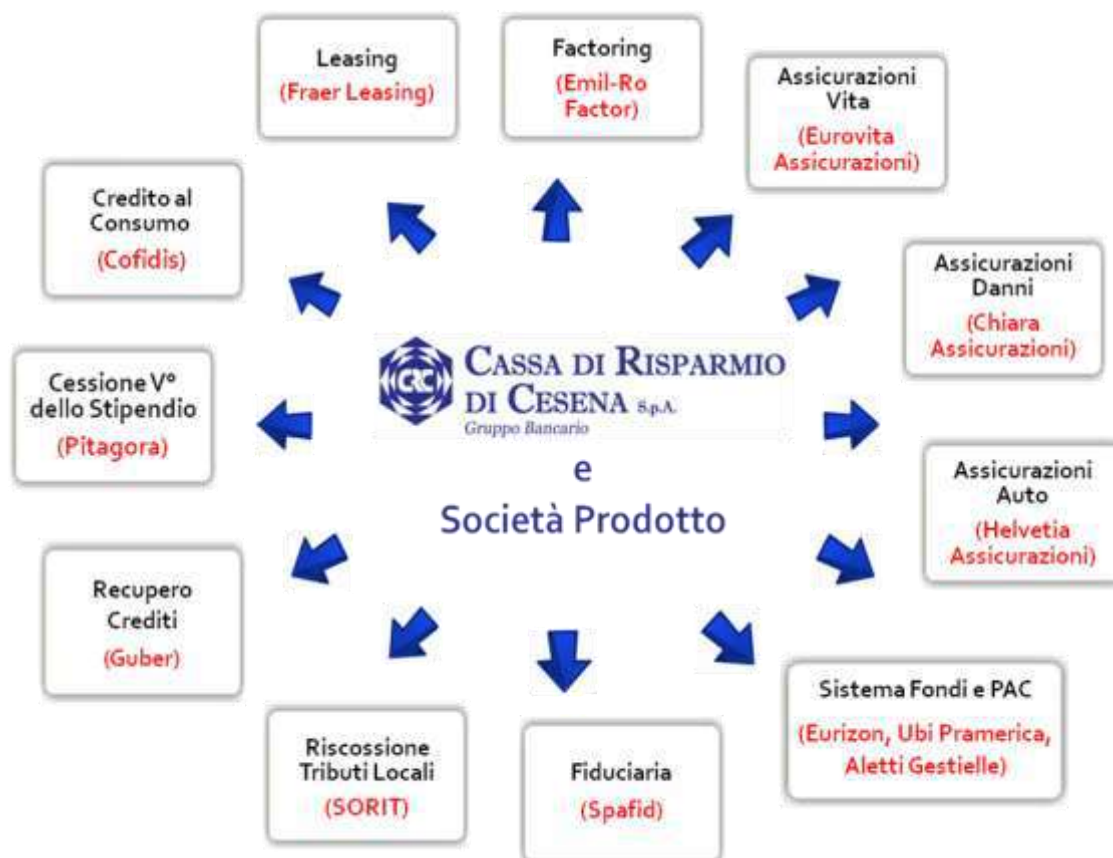 Leasing
(Fraer Leasing)
Factoring
(Emil-Ro
Factor)
Assicurazioni
Vita
(Eurovita
Assicurazioni)
Credito al
Consumo
(Cofidis)
Assicurazioni
Danni
(Chiara
Assicurazioni)
CRC
CASSA DI RISPARMIO
DI CESENA S.p.A.
Gruppo Bancario
e
Società Prodotto
Cessione V°
dello Stipendio
(Pitagora)
Assicurazioni
Auto
(Helvetia
Assicurazioni)
Recupero
Crediti
(Guber)
Sistema Fondi e PAC
(Eurizon, Ubi Pramerica,
Aletti Gestielle)
Riscossione
Tributi Locali
(SORIT)
Fiduciaria
(Spafid)